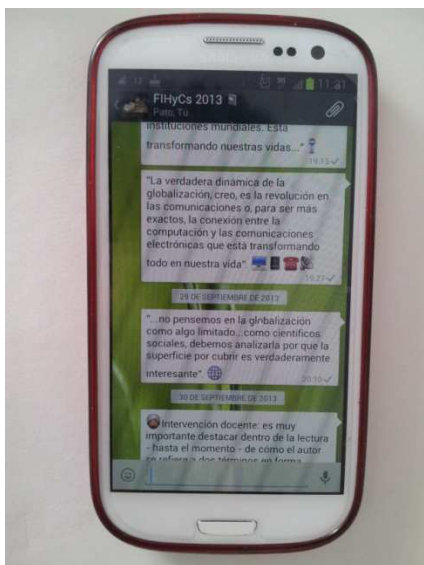 11:31
FIHyCs 2013
Pato, Tú
instituciones mundiales. Esta
transformando nuestras vidas..."
19:15
"La verdadera dinámica de la
globalización, creo, es la revolución en
las comunicaciones o, para ser más
exactos, la conexión entre la
computación y las comunicaciones
electrónicas que está transformando
todo en nuestra vida"
19:27
29 DE SEPTIEMBRE DE 2013
"...no pensemos en la globalización
como algo limitado...como científicos
sociales, debemos analizarla por que la
superficie por cubrir es verdaderamente
interesante".
20:10
30 DE SEPTIEMBRE DE 2013
Intervención docente: es muy
importante destacar dentro de la lectura
- hasta el momento - de como el autor
se refiere a dos términos en forma